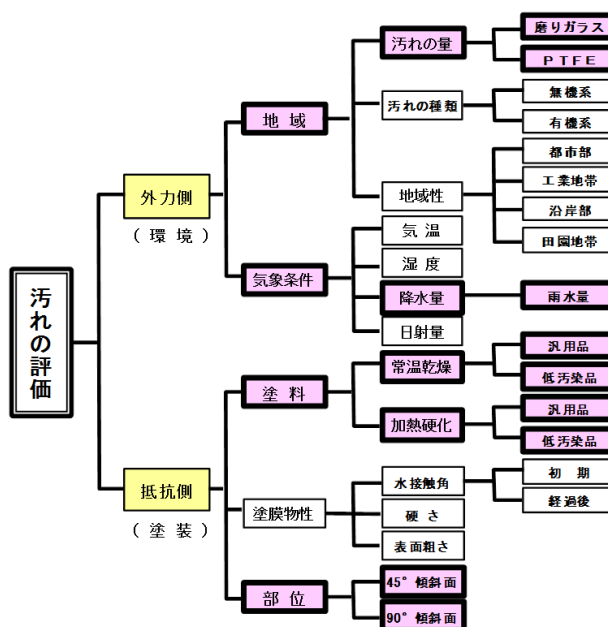 汚れの評価
外力側
(環境)
地域
汚れの量
磨りガラス
PTFE
汚れの種類
無機系
有機系
地域性
都市部
工業地帯
沿岸部
田園地帯
気象条件
気温
湿度
降水量
雨水量
日射量
抵抗側
(塗装)
塗料
常温乾燥
汎用品
低汚染品
加熱硬化
汎用品
低汚染品
塗膜物性
水接触角
初期
経過後
硬さ
表面粗さ
部位
45°傾斜面
90°傾斜面